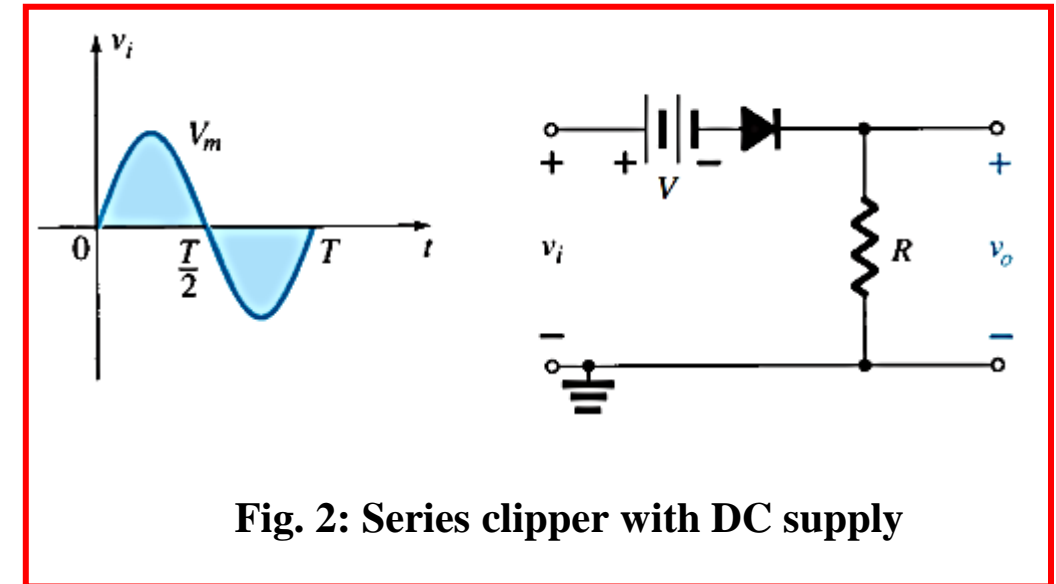 vᵢ
Vₘ
0
T/2
T
t
+
+
V
−
+
vᵢ
R
vₒ
−
−
Fig. 2: Series clipper with DC supply